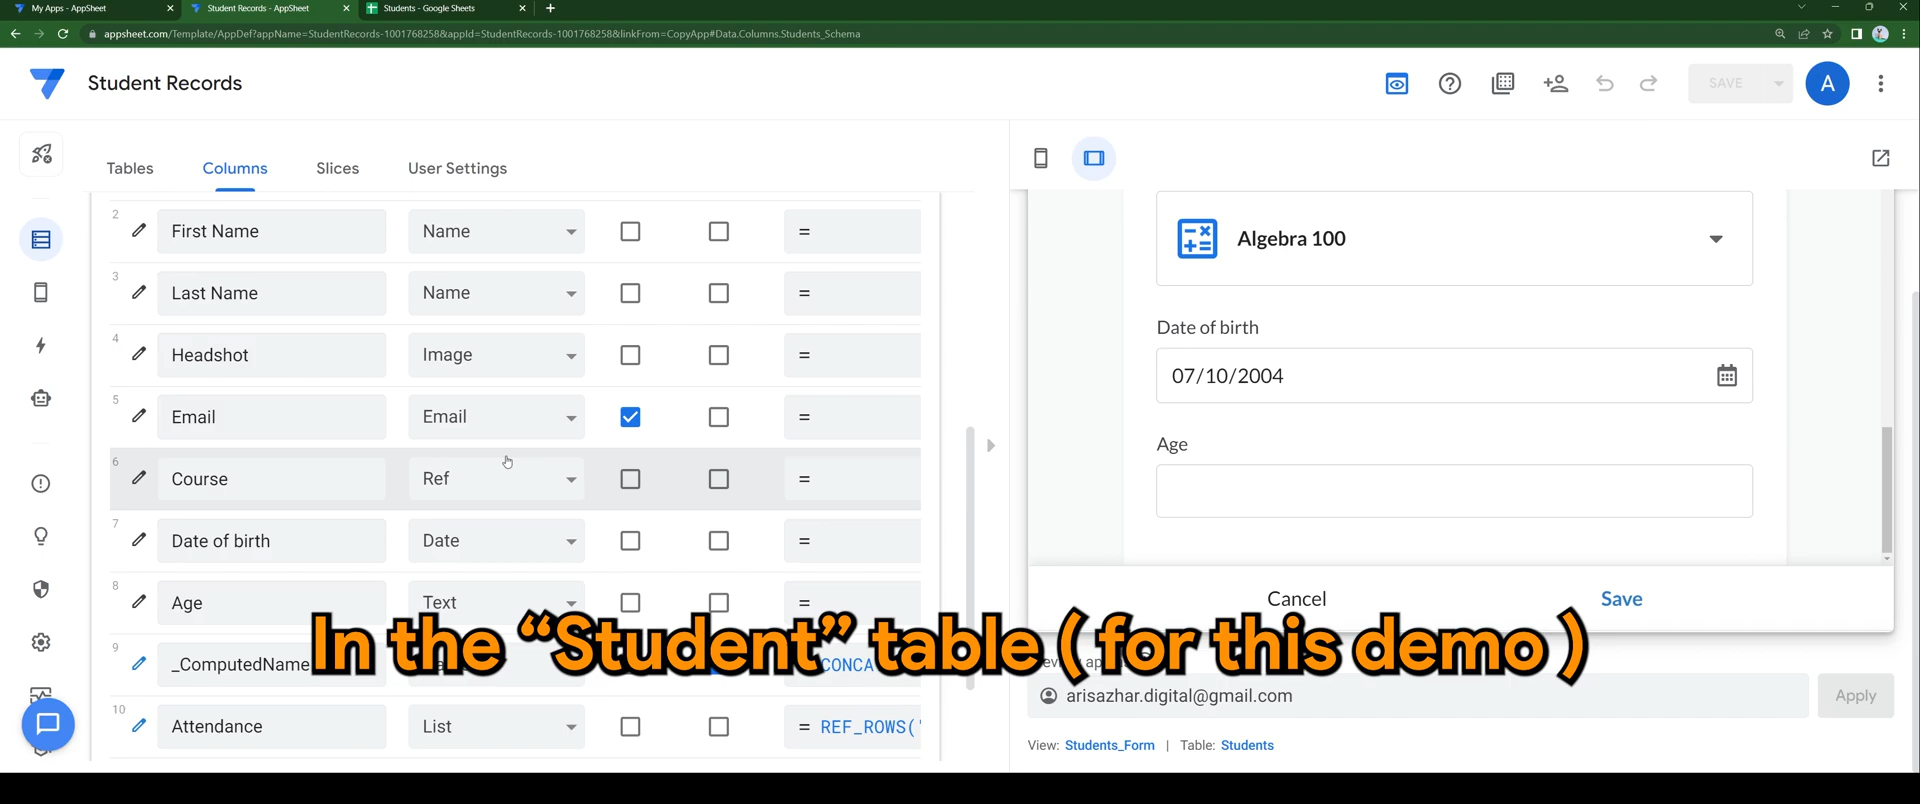 My Apps - AppSheet
Student Records - AppSheet
Students - Google Sheets
appsheet.com/Template/AppDef?appName=StudentRecords-1001768258&appId=StudentRecords-1001768258&linkFrom=CopyApp#Data.Columns.Students_Schema
Student Records
SAVE
A
Tables
Columns
Slices
User Settings
2
First Name
Name
=
3
Last Name
Name
=
4
Headshot
Image
=
5
Email
Email
=
6
Course
Ref
=
7
Date of birth
Date
=
8
Age
Text
=
9
_ComputedName
CONCA
10
Attendance
List
= REF_ROWS('
Algebra 100
Date of birth
07/10/2004
Age
Cancel
Save
In the “Student” table ( for this demo )
arisazhar.digital@gmail.com
Apply
View: Students_Form | Table: Students